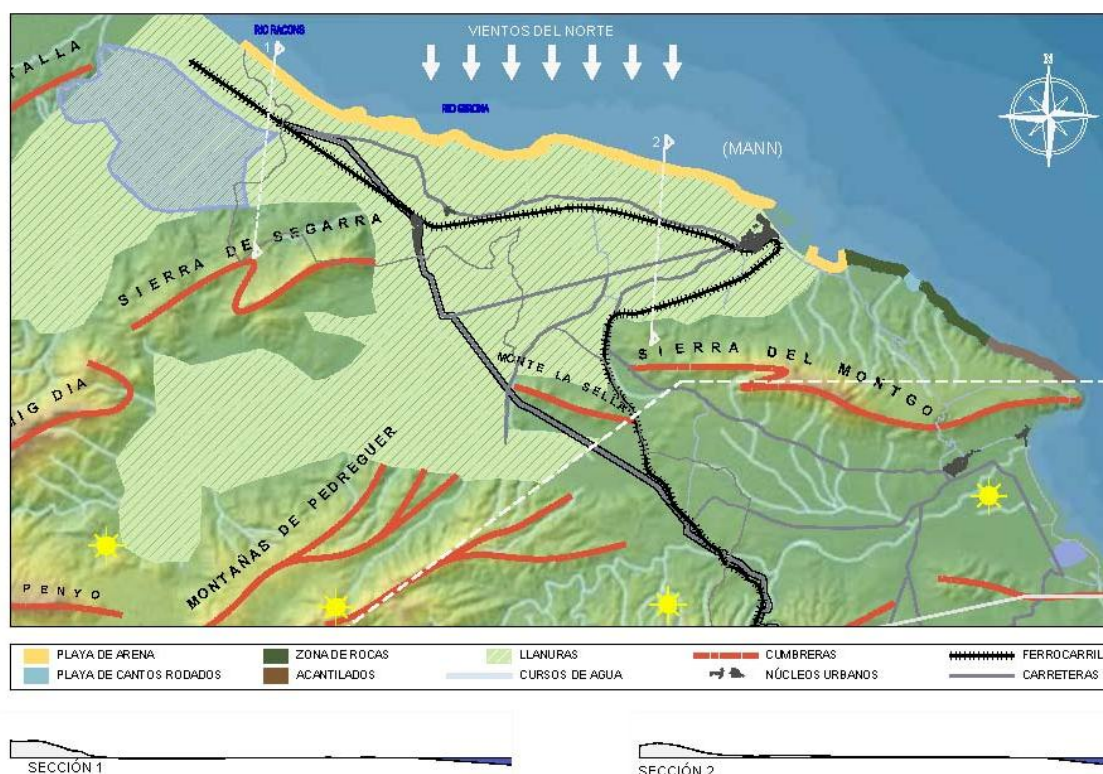 RIO RACONS
VIENTOS DEL NORTE
N
1
TALLA
RIO GIRONA
2
(MANN)
SIERRA DE SEGARRA
SIERRA DEL MONTGO
MONTE LA SELLA
MIG DIA
MONTAÑAS DE PEDREGUER
PENYO
PLAYA DE ARENA
ZONA DE ROCAS
LLANURAS
CUMBRERAS
FERROCARRIL
PLAYA DE CANTOS RODADOS
ACANTILADOS
CURSOS DE AGUA
NÚCLEOS URBANOS
CARRETERAS
SECCIÓN 1
SECCIÓN 2